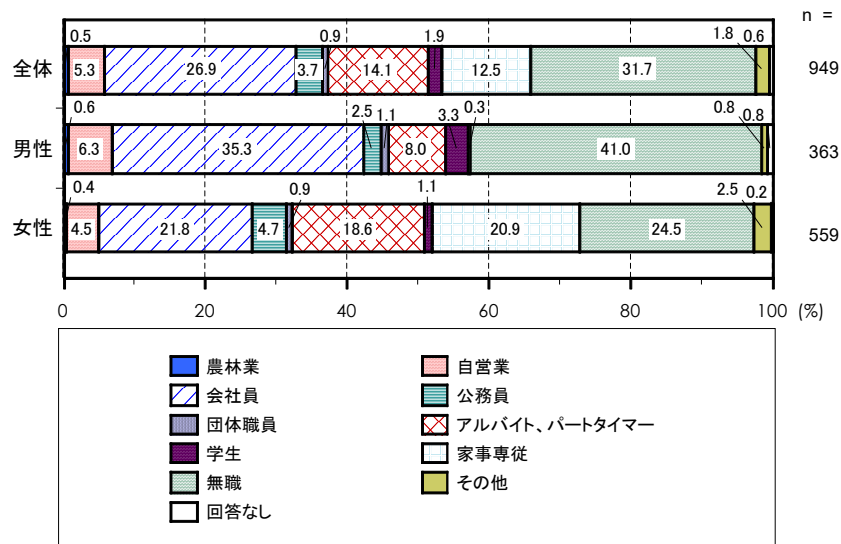 n =
0.5 0.9 1.9 1.8 0.6
全体 5.3 26.9 3.7 14.1 12.5 31.7 949
0.6 2.5 1.1 3.3 0.3 0.8 0.8
男性 6.3 35.3 8.0 41.0 363
0.4 0.9 1.1 2.5 0.2
女性 4.5 21.8 4.7 18.6 20.9 24.5 559
0 20 40 60 80 100 (%)
農林業 自営業
会社員 公務員
団体職員 アルバイト、パートタイマー
学生 家事専従
無職 その他
回答なし